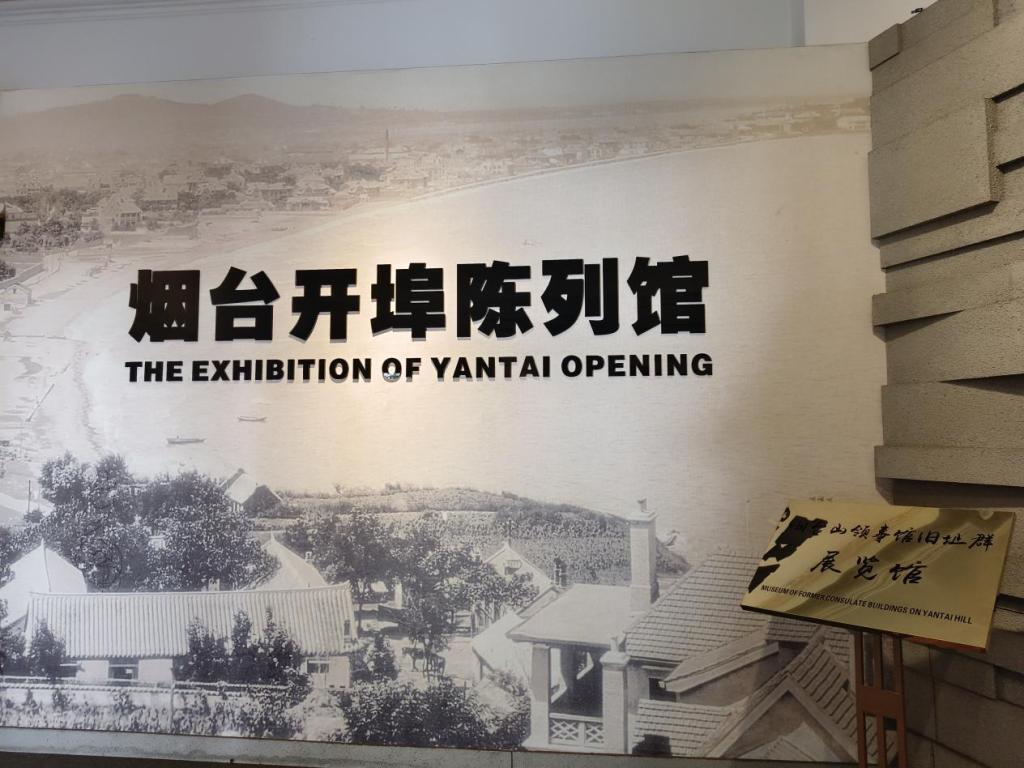 烟台开埠陈列馆
THE EXHIBITION OF YANTAI OPENING
山领事馆旧址群
展览馆
MUSEUM OF FORMER CONSULATE BUILDINGS ON YANTAI HILL